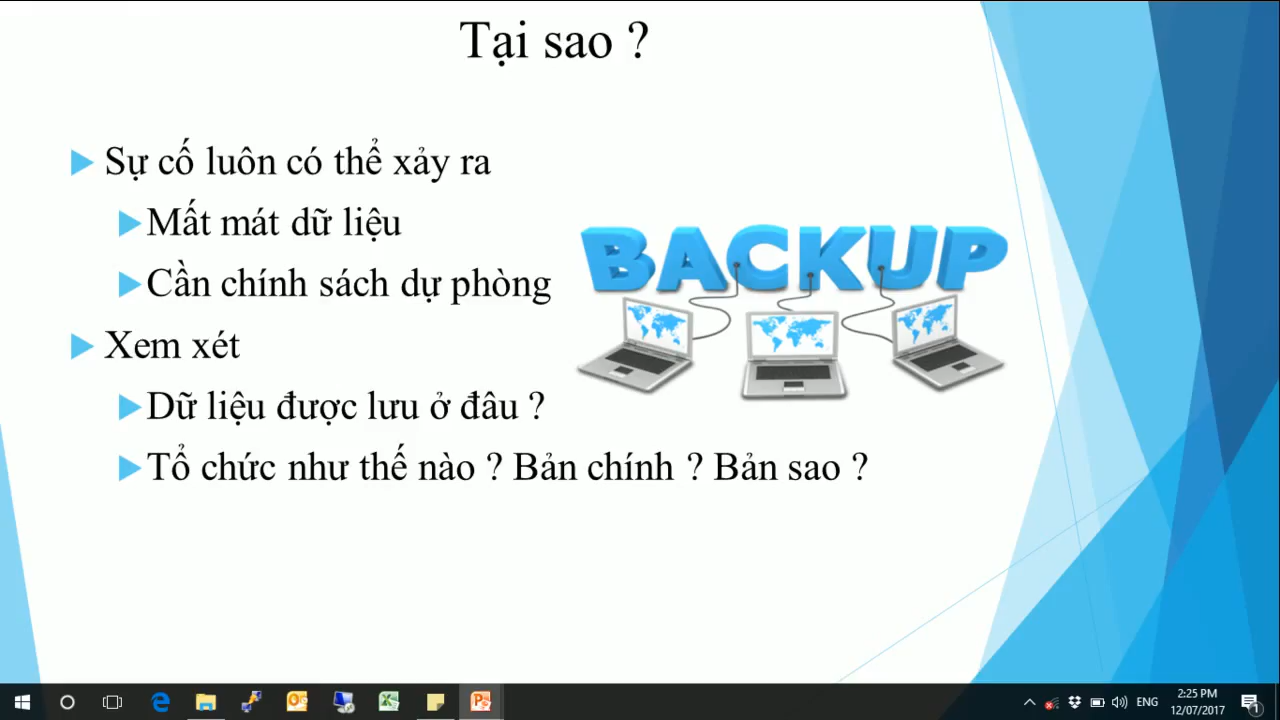 Tại sao ?
Sự cố luôn có thể xảy ra
Mất mát dữ liệu
Cần chính sách dự phòng
Xem xét
Dữ liệu được lưu ở đâu ?
Tổ chức như thế nào ? Bản chính ? Bản sao ?
BACKUP
ENG
2:25 PM
12/07/2017
1